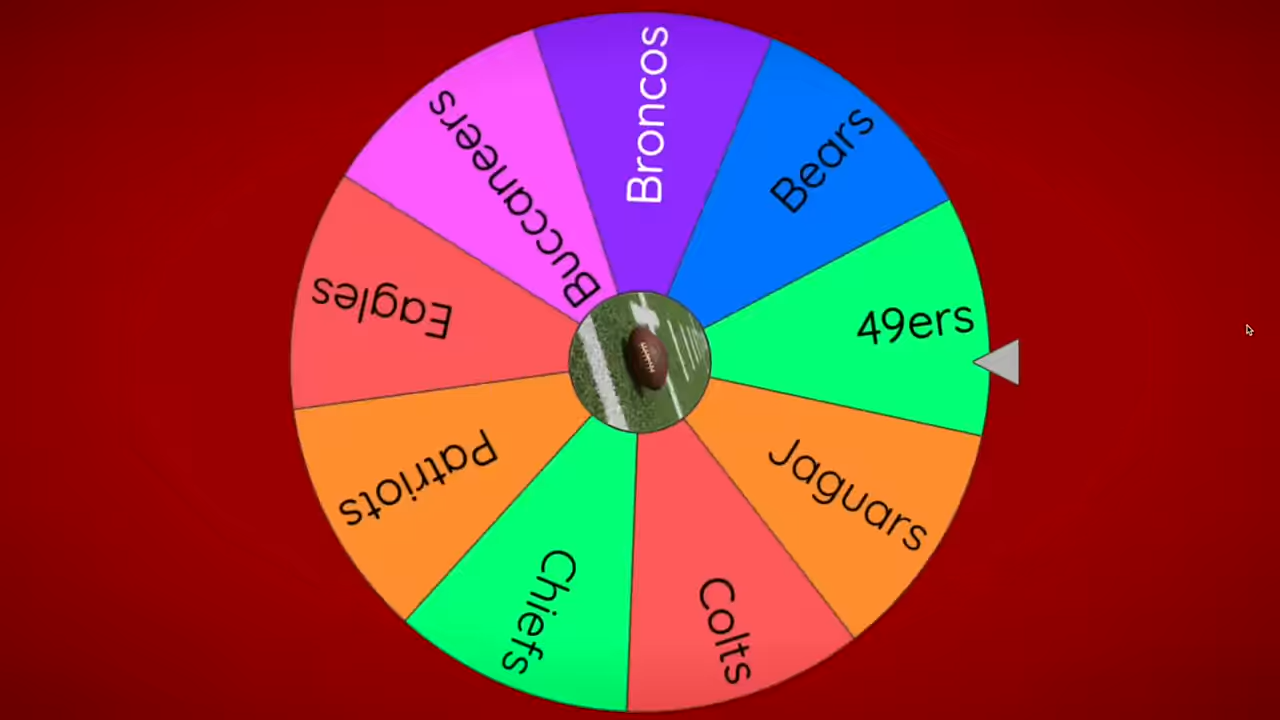 Broncos
Bears
49ers
Jaguars
Colts
Chiefs
Patriots
Eagles
Buccaneers